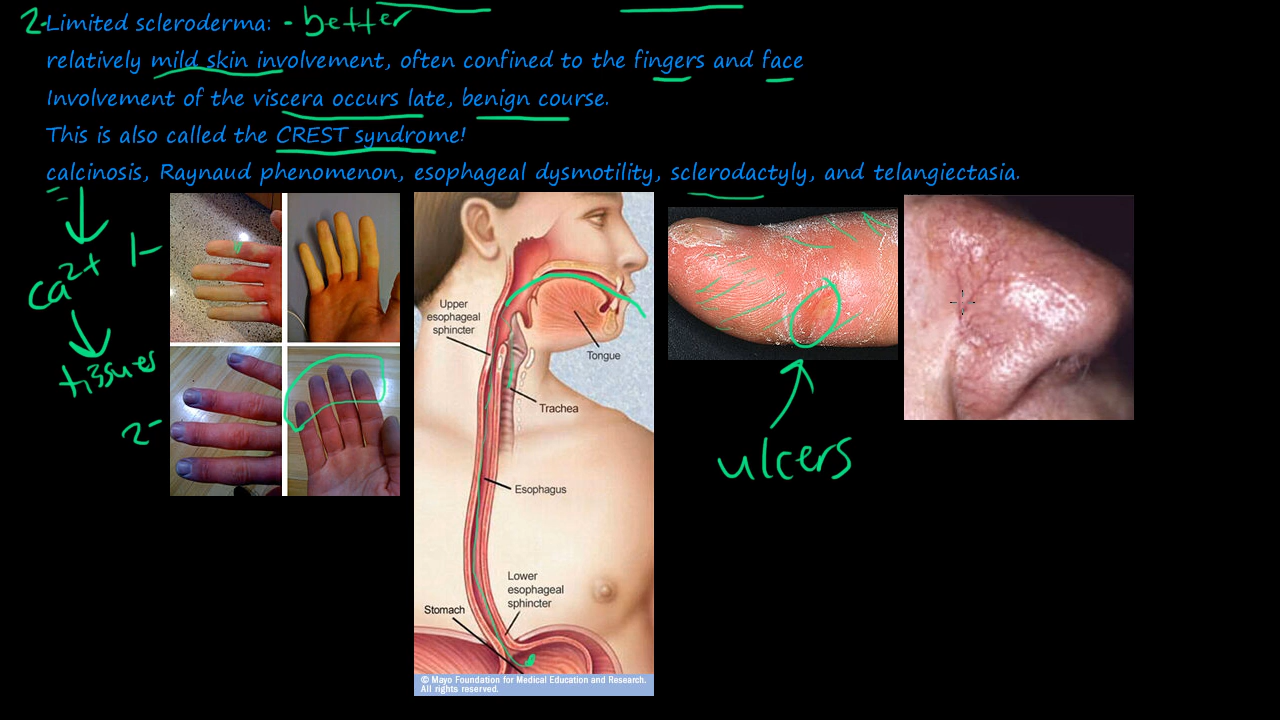 2- Limited scleroderma: - better
relatively mild skin involvement, often confined to the fingers and face
Involvement of the viscera occurs late, benign course.
This is also called the CREST syndrome!
calcinosis, Raynaud phenomenon, esophageal dysmotility, sclerodactyly, and telangiectasia.
Ca2+
tissues
1-
2-
Upper
esophageal
sphincter
Tongue
Trachea
Esophagus
Lower
esophageal
sphincter
Stomach
© Mayo Foundation for Medical Education and Research.
All rights reserved.
ulcers